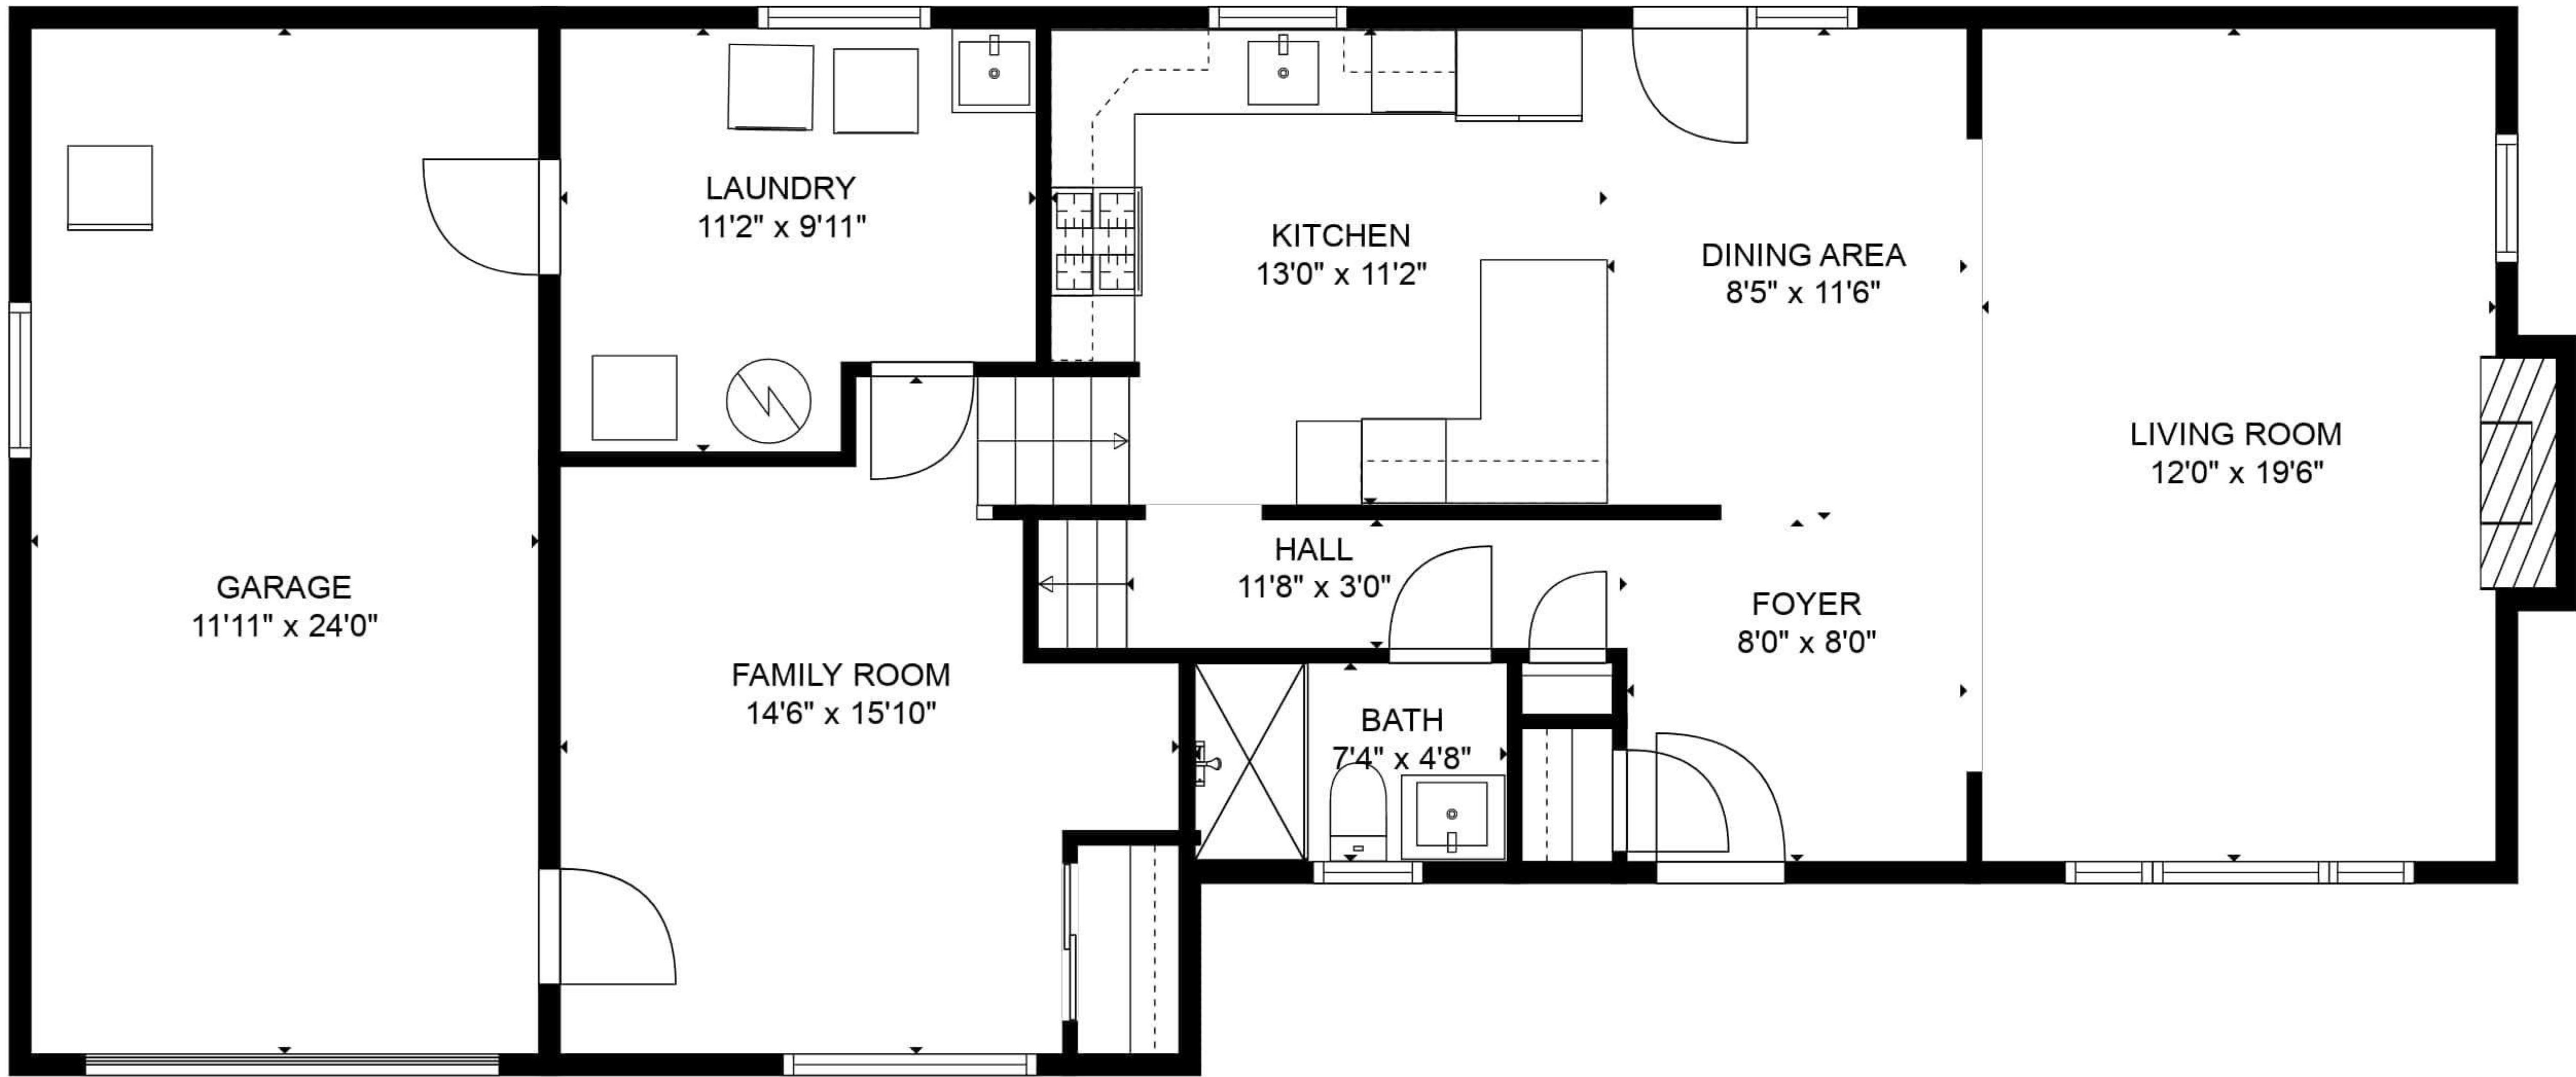 LAUNDRY
11'2" x 9'11"
KITCHEN
13'0" x 11'2"
DINING AREA
8'5" x 11'6"
LIVING ROOM
12'0" x 19'6"
GARAGE
11'11" x 24'0"
HALL
11'8" x 3'0"
FOYER
8'0" x 8'0"
FAMILY ROOM
14'6" x 15'10"
BATH
7'4" x 4'8"